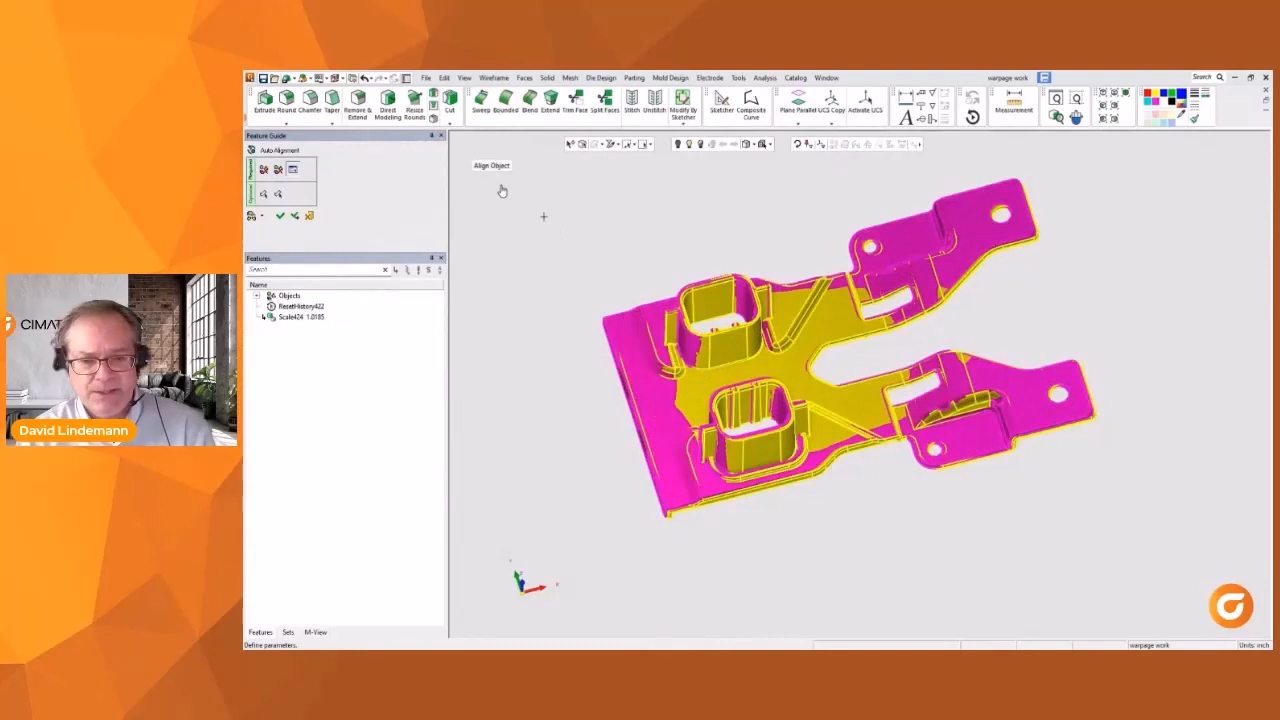 File Edit View Wireframe Faces Solid Mesh Die Design Parting Mold Design Electrode Tools Analysis Catalog Window
warpage work
Search
Extrude Round Chamfer Taper Remove & Extend Direct Modeling Resize Rounds Cut
Sweep Bounded Blend Extend Trim Face Split Faces Stitch Unstitch Modify By Sketcher
Sketcher Composite Curve Plane Parallel UCS Copy Activate UCS
Measurement
Feature Guide
Auto Alignment
Required
Align Object
Features
Search
Name
Objects
ResetHistory422
Scale424 1.0185
CIMAT
David Lindemann
Features Sets M-View
Define parameters.
warpage work
Units: inch